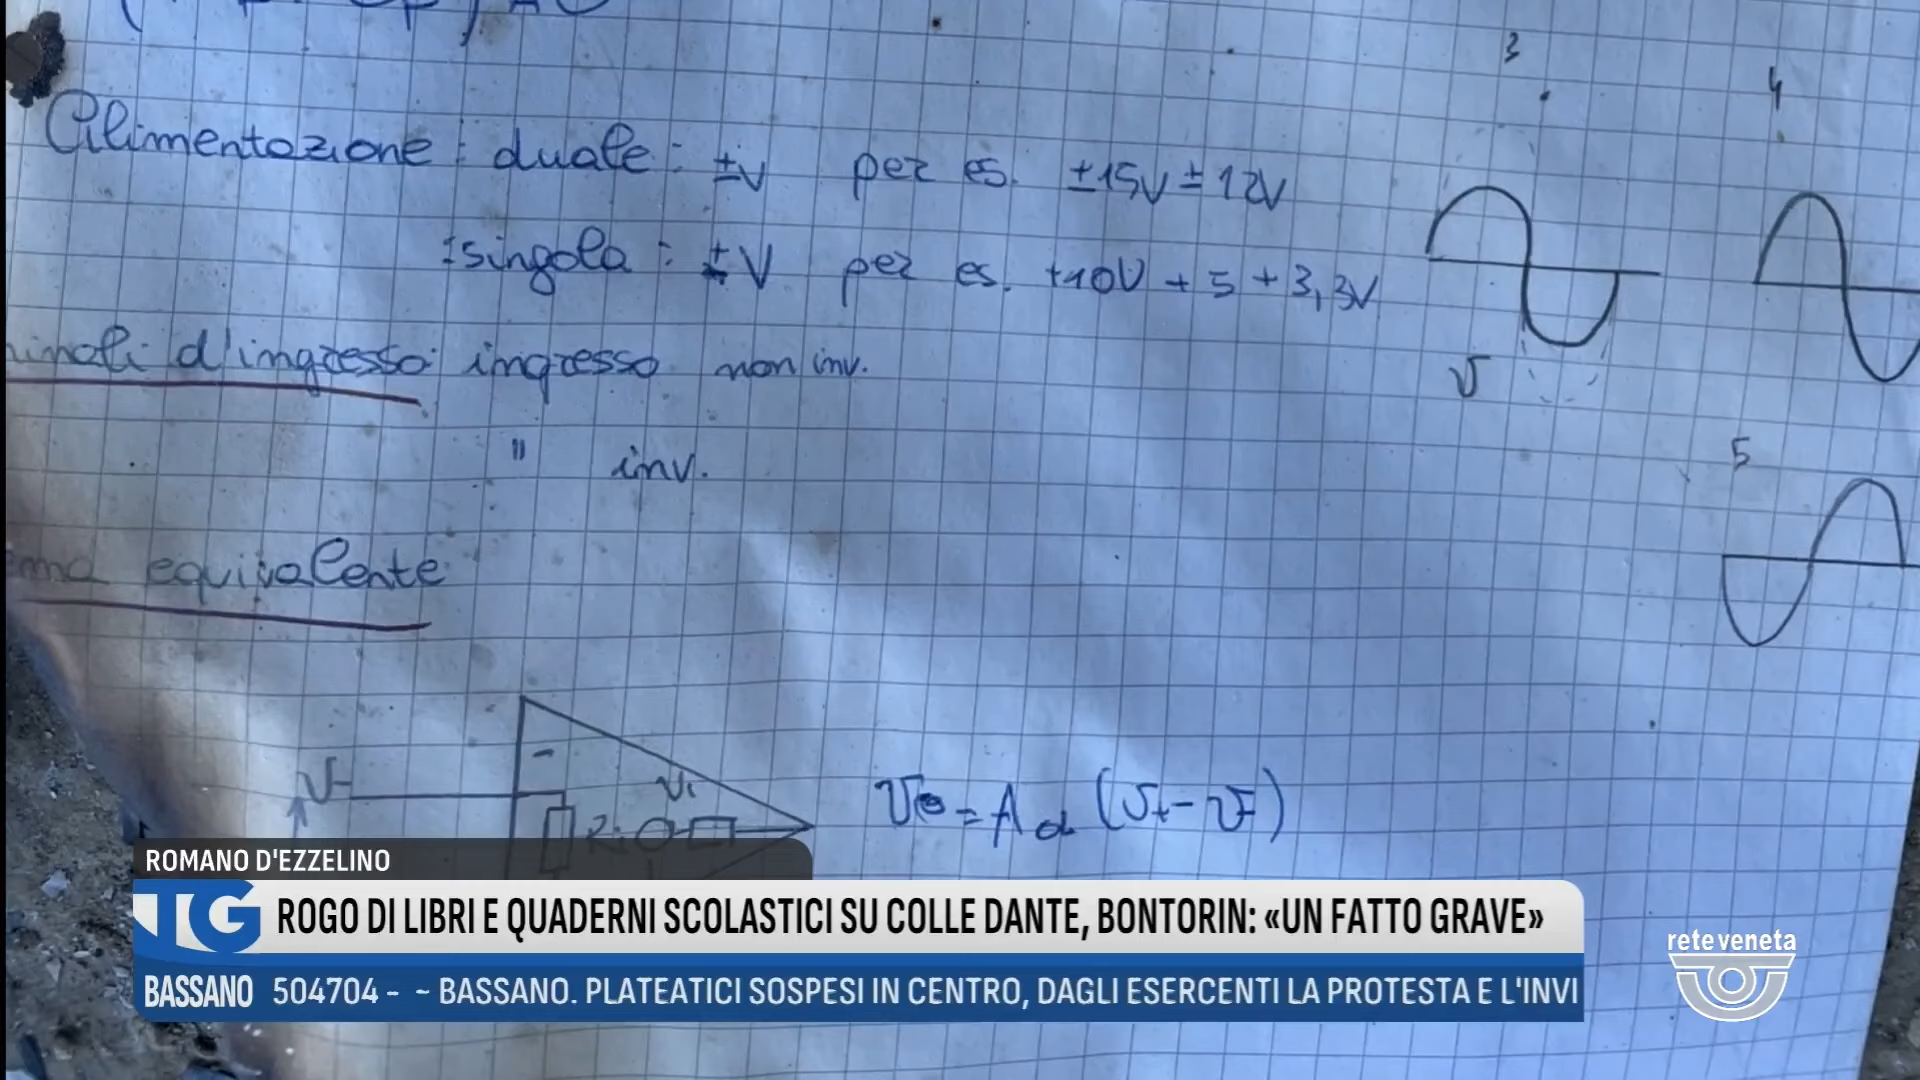 3
4
Alimentazione: duale: ±V per es. ±15V ±12V
: singola: ±V per es. +10V + 5 + 3,3V
d'ingresso: ingresso non inv.
" inv.
5
equivalente
V-
-
Vi
Ri
Vo = Ad (V+ - V-)
ROMANO D'EZZELINO
TG
ROGO DI LIBRI E QUADERNI SCOLASTICI SU COLLE DANTE, BONTORIN: «UN FATTO GRAVE»
reteveneta
BASSANO 504704 - ~ BASSANO. PLATEATICI SOSPESI IN CENTRO, DAGLI ESERCENTI LA PROTESTA E L'INVI